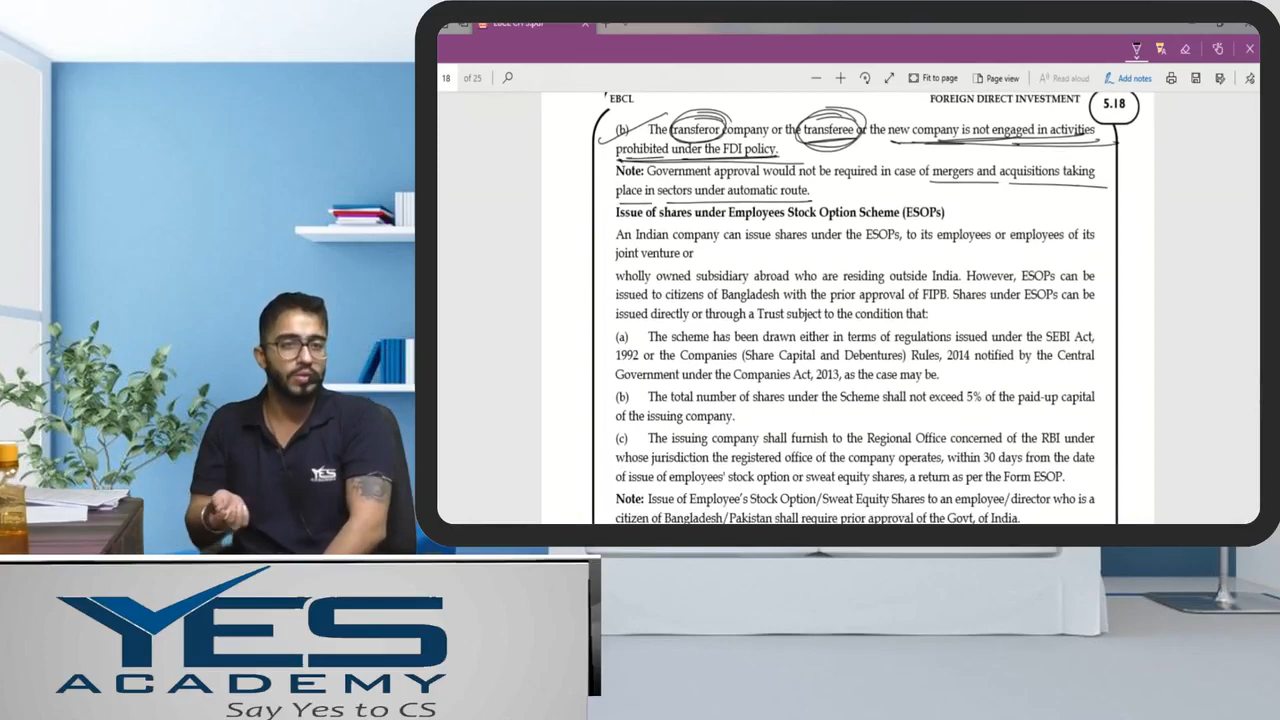 18 of 25
Fit to page
Page view
Read aloud
Add notes
EBCL FOREIGN DIRECT INVESTMENT 5.18
(b) The transferor company or the transferee or the new company is not engaged in activities
prohibited under the FDI policy.
Note: Government approval would not be required in case of mergers and acquisitions taking
place in sectors under automatic route.
Issue of shares under Employees Stock Option Scheme (ESOPs)
An Indian company can issue shares under the ESOPs, to its employees or employees of its
joint venture or
wholly owned subsidiary abroad who are residing outside India. However, ESOPs can be
issued to citizens of Bangladesh with the prior approval of FIPB. Shares under ESOPs can be
issued directly or through a Trust subject to the condition that:
(a) The scheme has been drawn either in terms of regulations issued under the SEBI Act,
1992 or the Companies (Share Capital and Debentures) Rules, 2014 notified by the Central
Government under the Companies Act, 2013, as the case may be.
(b) The total number of shares under the Scheme shall not exceed 5% of the paid-up capital
of the issuing company.
(c) The issuing company shall furnish to the Regional Office concerned of the RBI under
whose jurisdiction the registered office of the company operates, within 30 days from the date
of issue of employees' stock option or sweat equity shares, a return as per the Form ESOP.
Note: Issue of Employee's Stock Option/Sweat Equity Shares to an employee/director who is a
citizen of Bangladesh/Pakistan shall require prior approval of the Govt, of India.
YES
ACADEMY
YES
ACADEMY
Say Yes to CS